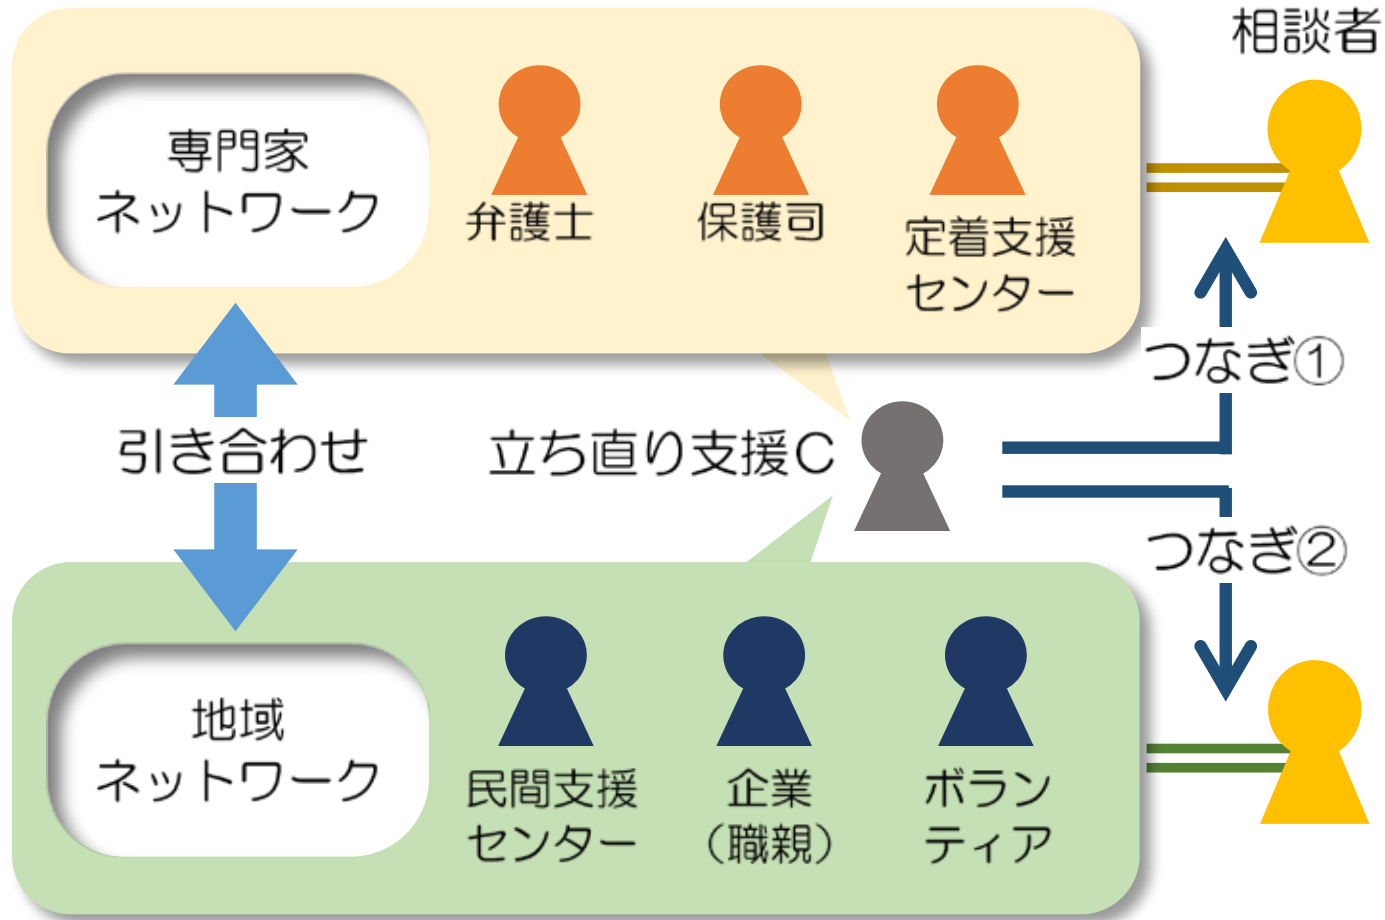 相談者
専門家
ネットワーク
弁護士
保護司
定着支援
センター
つなぎ①
引き合わせ
立ち直り支援C
つなぎ②
地域
ネットワーク
民間支援
センター
企業
（職親）
ボラン
ティア